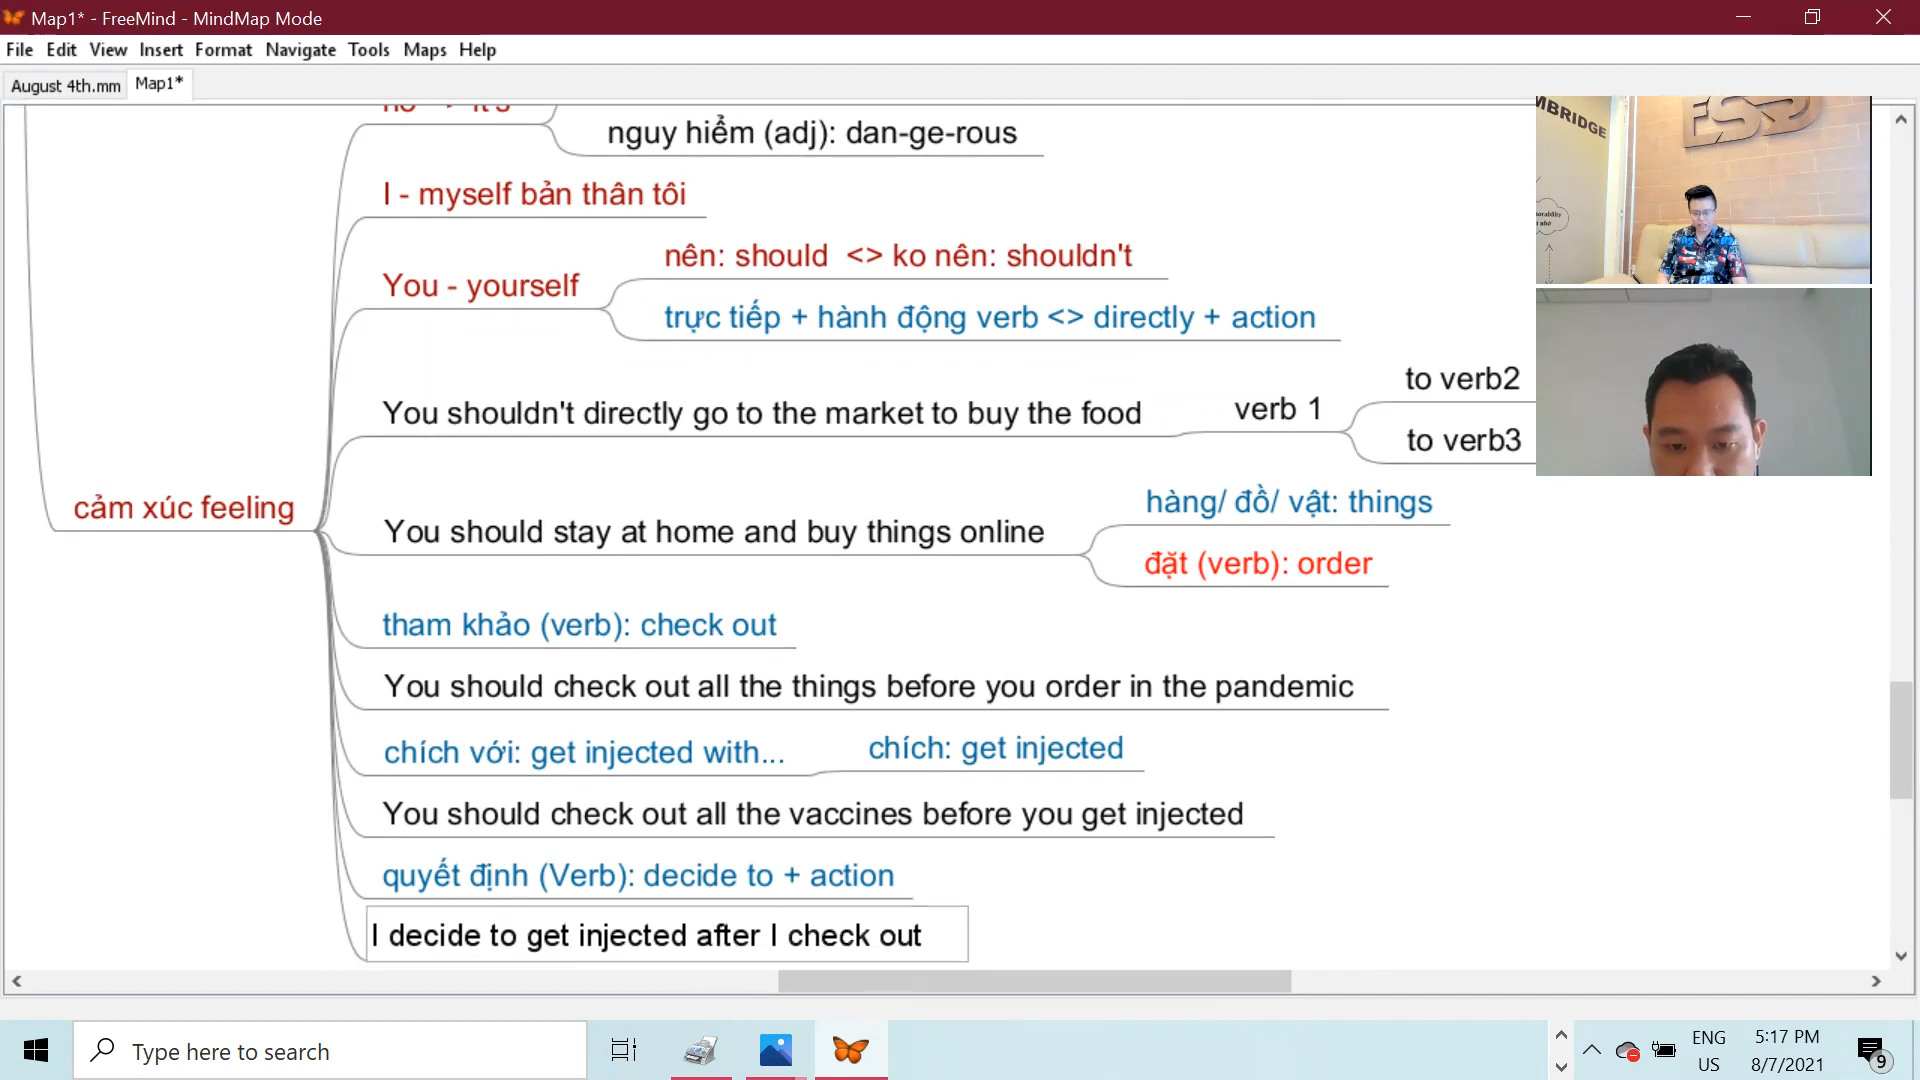 Map1* - FreeMind - MindMap Mode
File Edit View Insert Format Navigate Tools Maps Help
August 4th.mm Map1*
nguy hiểm (adj): dan-ge-rous
I - myself bản thân tôi
nên: should <> ko nên: shouldn't
You - yourself
trực tiếp + hành động verb <> directly + action
to verb2
You shouldn't directly go to the market to buy the food verb 1
to verb3
hàng/ đồ/ vật: things
cảm xúc feeling
You should stay at home and buy things online
đặt (verb): order
tham khảo (verb): check out
You should check out all the things before you order in the pandemic
chích với: get injected with... chích: get injected
You should check out all the vaccines before you get injected
quyết định (Verb): decide to + action
I decide to get injected after I check out
MBRIDGE
ESD
Type here to search
ENG
US
5:17 PM
8/7/2021
9